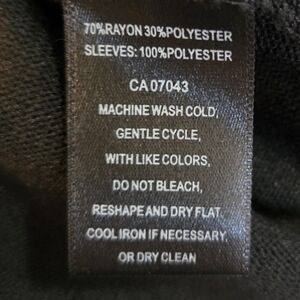 70%RAYON 30%POLYESTER
SLEEVES: 100%POLYESTER
CA 07043
MACHINE WASH COLD,
GENTLE CYCLE,
WITH LIKE COLORS,
DO NOT BLEACH,
RESHAPE AND DRY FLAT.
COOL IRON IF NECESSARY,
OR DRY CLEAN